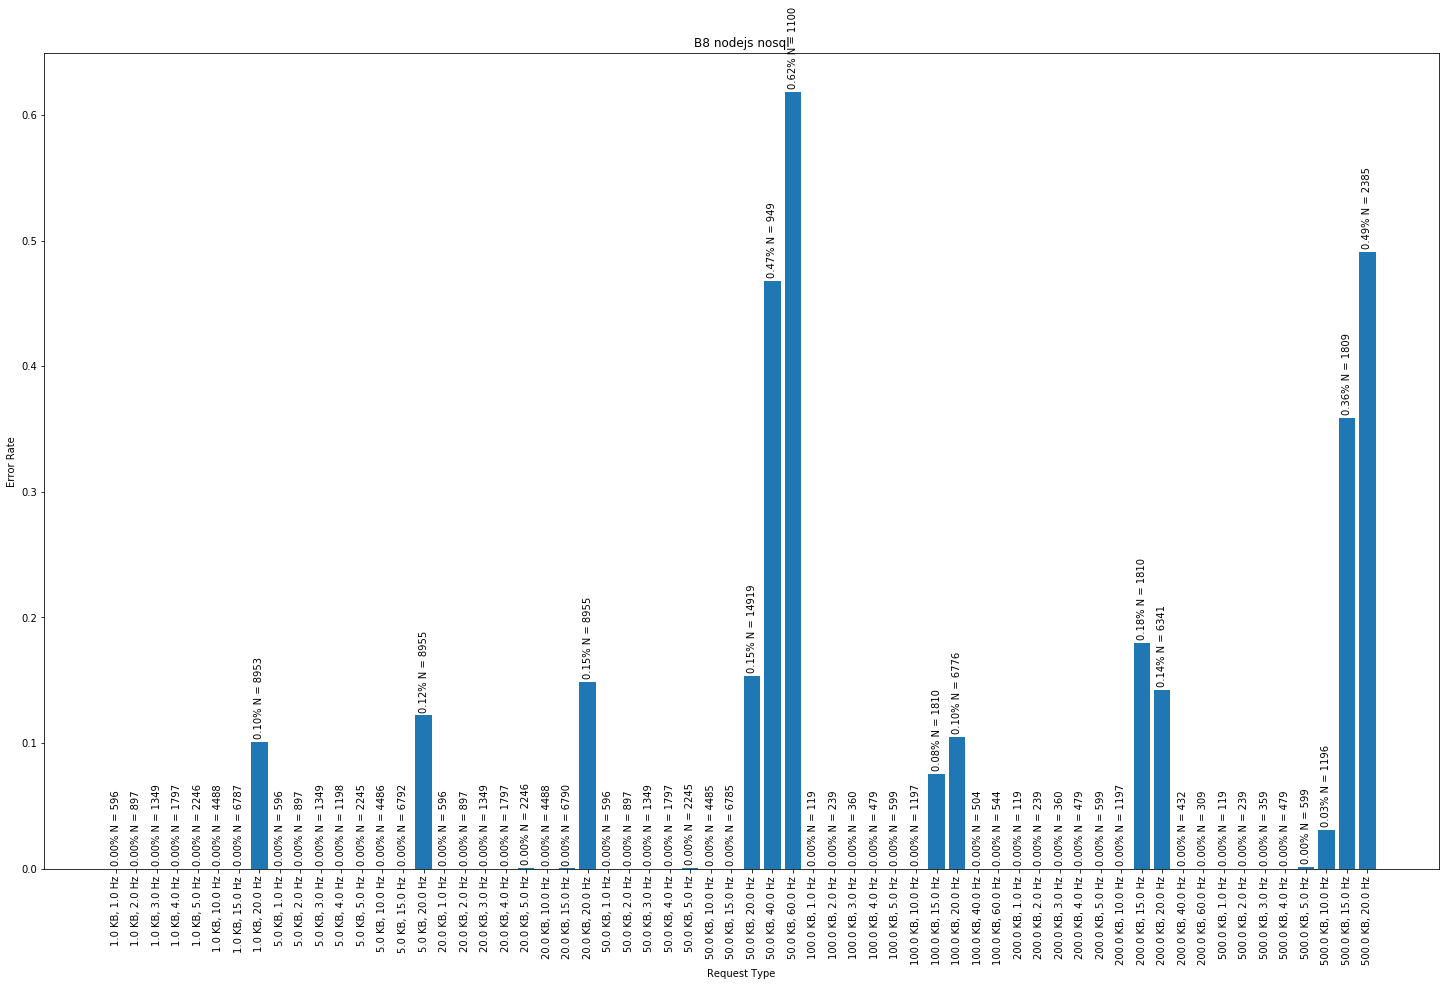 B8 nodejs nosql
Error Rate
0.6
0.5
0.4
0.3
0.2
0.1
0.0
0.00% N = 596
0.00% N = 897
0.00% N = 1349
0.00% N = 1797
0.00% N = 2246
0.00% N = 4488
0.00% N = 6787
0.10% N = 8953
0.00% N = 596
0.00% N = 897
0.00% N = 1349
0.00% N = 1198
0.00% N = 2245
0.00% N = 4486
0.00% N = 6792
0.12% N = 8955
0.00% N = 596
0.00% N = 897
0.00% N = 1349
0.00% N = 1797
0.00% N = 2246
0.00% N = 4488
0.00% N = 6790
0.15% N = 8955
0.00% N = 596
0.00% N = 897
0.00% N = 1349
0.00% N = 1797
0.00% N = 2245
0.00% N = 4485
0.00% N = 6785
0.15% N = 14919
0.47% N = 949
0.62% N = 1100
0.00% N = 119
0.00% N = 239
0.00% N = 360
0.00% N = 479
0.00% N = 599
0.00% N = 1197
0.08% N = 1810
0.10% N = 6776
0.00% N = 504
0.00% N = 544
0.00% N = 119
0.00% N = 239
0.00% N = 360
0.00% N = 479
0.00% N = 599
0.00% N = 1197
0.18% N = 1810
0.14% N = 6341
0.00% N = 432
0.00% N = 309
0.00% N = 119
0.00% N = 239
0.00% N = 359
0.00% N = 479
0.00% N = 599
0.03% N = 1196
0.36% N = 1809
0.49% N = 2385
1.0 KB, 1.0 Hz
1.0 KB, 2.0 Hz
1.0 KB, 3.0 Hz
1.0 KB, 4.0 Hz
1.0 KB, 5.0 Hz
1.0 KB, 10.0 Hz
1.0 KB, 15.0 Hz
1.0 KB, 20.0 Hz
5.0 KB, 1.0 Hz
5.0 KB, 2.0 Hz
5.0 KB, 3.0 Hz
5.0 KB, 4.0 Hz
5.0 KB, 5.0 Hz
5.0 KB, 10.0 Hz
5.0 KB, 15.0 Hz
5.0 KB, 20.0 Hz
20.0 KB, 1.0 Hz
20.0 KB, 2.0 Hz
20.0 KB, 3.0 Hz
20.0 KB, 4.0 Hz
20.0 KB, 5.0 Hz
20.0 KB, 10.0 Hz
20.0 KB, 15.0 Hz
20.0 KB, 20.0 Hz
50.0 KB, 1.0 Hz
50.0 KB, 2.0 Hz
50.0 KB, 3.0 Hz
50.0 KB, 4.0 Hz
50.0 KB, 5.0 Hz
50.0 KB, 10.0 Hz
50.0 KB, 15.0 Hz
50.0 KB, 20.0 Hz
50.0 KB, 40.0 Hz
50.0 KB, 60.0 Hz
100.0 KB, 1.0 Hz
100.0 KB, 2.0 Hz
100.0 KB, 3.0 Hz
100.0 KB, 4.0 Hz
100.0 KB, 5.0 Hz
100.0 KB, 10.0 Hz
100.0 KB, 15.0 Hz
100.0 KB, 20.0 Hz
100.0 KB, 40.0 Hz
100.0 KB, 60.0 Hz
200.0 KB, 1.0 Hz
200.0 KB, 2.0 Hz
200.0 KB, 3.0 Hz
200.0 KB, 4.0 Hz
200.0 KB, 5.0 Hz
200.0 KB, 10.0 Hz
200.0 KB, 15.0 Hz
200.0 KB, 20.0 Hz
200.0 KB, 40.0 Hz
200.0 KB, 60.0 Hz
500.0 KB, 1.0 Hz
500.0 KB, 2.0 Hz
500.0 KB, 3.0 Hz
500.0 KB, 4.0 Hz
500.0 KB, 5.0 Hz
500.0 KB, 10.0 Hz
500.0 KB, 15.0 Hz
500.0 KB, 20.0 Hz
Request Type